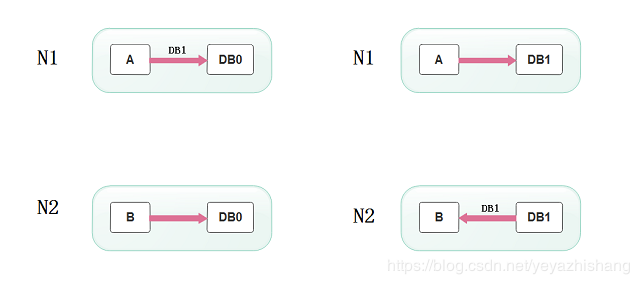 N1 A DB1 DB0 N1 A DB1
N2 B DB0 N2 B DB1 DB1
https://blog.csdn.net/yeyazhishang